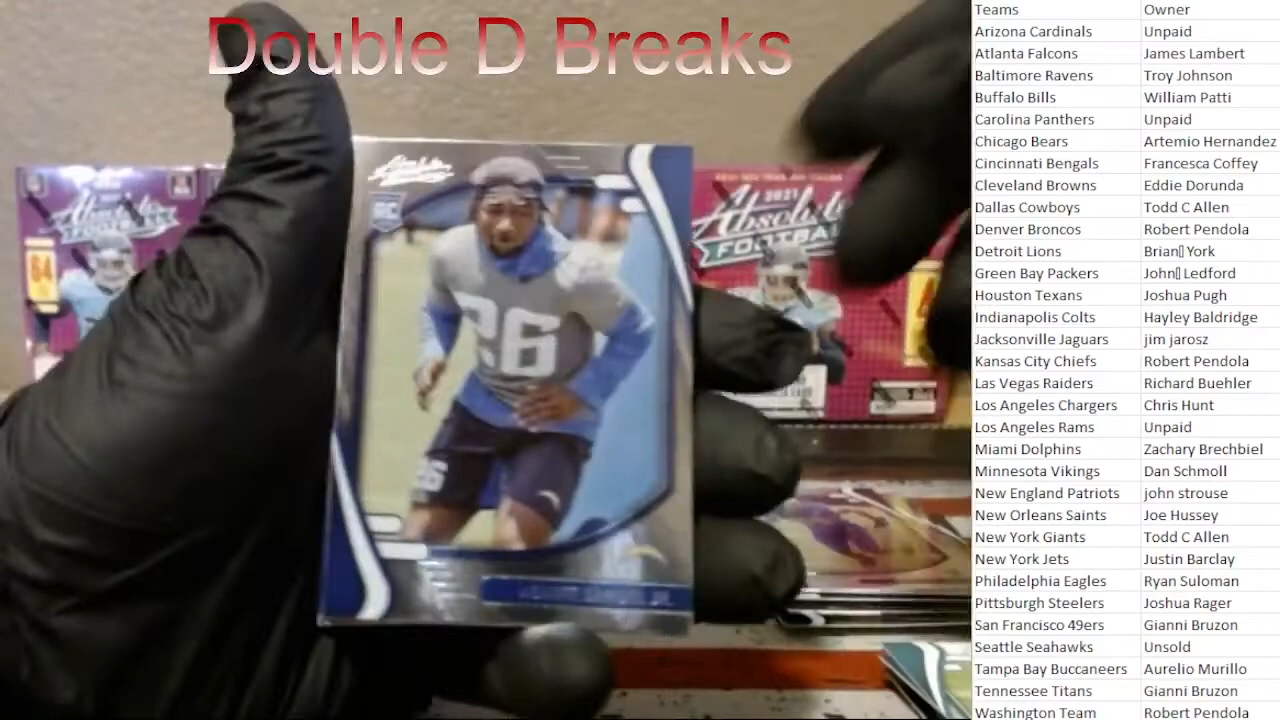 Double D Breaks
Teams Owner
Arizona Cardinals Unpaid
Atlanta Falcons James Lambert
Baltimore Ravens Troy Johnson
Buffalo Bills William Patti
Carolina Panthers Unpaid
Chicago Bears Artemio Hernandez
Cincinnati Bengals Francesca Coffey
Cleveland Browns Eddie Dorunda
Dallas Cowboys Todd C Allen
Denver Broncos Robert Pendola
Detroit Lions Brian York
Green Bay Packers John Ledford
Houston Texans Joshua Pugh
Indianapolis Colts Hayley Baldridge
Jacksonville Jaguars jim jarosz
Kansas City Chiefs Robert Pendola
Las Vegas Raiders Richard Buehler
Los Angeles Chargers Chris Hunt
Los Angeles Rams Unpaid
Miami Dolphins Zachary Brechbiel
Minnesota Vikings Dan Schmoll
New England Patriots john strouse
New Orleans Saints Joe Hussey
New York Giants Todd C Allen
New York Jets Justin Barclay
Philadelphia Eagles Ryan Suloman
Pittsburgh Steelers Joshua Rager
San Francisco 49ers Gianni Bruzon
Seattle Seahawks Unsold
Tampa Bay Buccaneers Aurelio Murillo
Tennessee Titans Gianni Bruzon
Washington Team Robert Pendola
Absolute
RC
26
26
Absolute
FOOTBALL
64
2021
Absolute
FOOTBALL